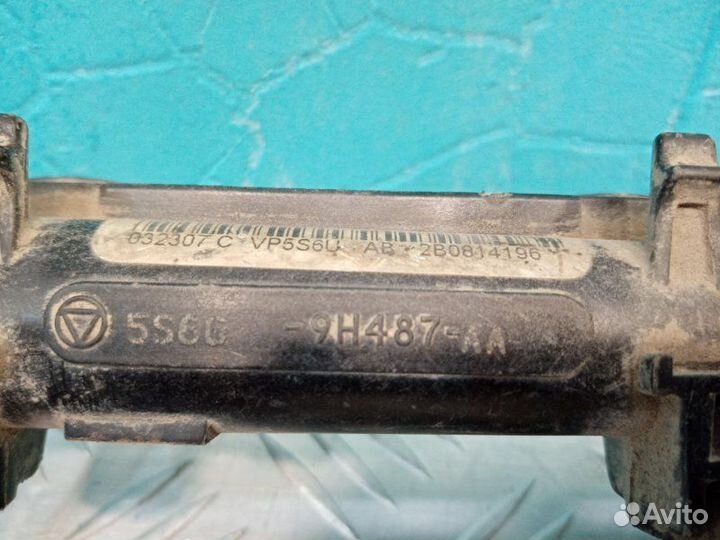 032307 C VP5S6U AB 2B0814196
5S6G -9H487-AA
Avito